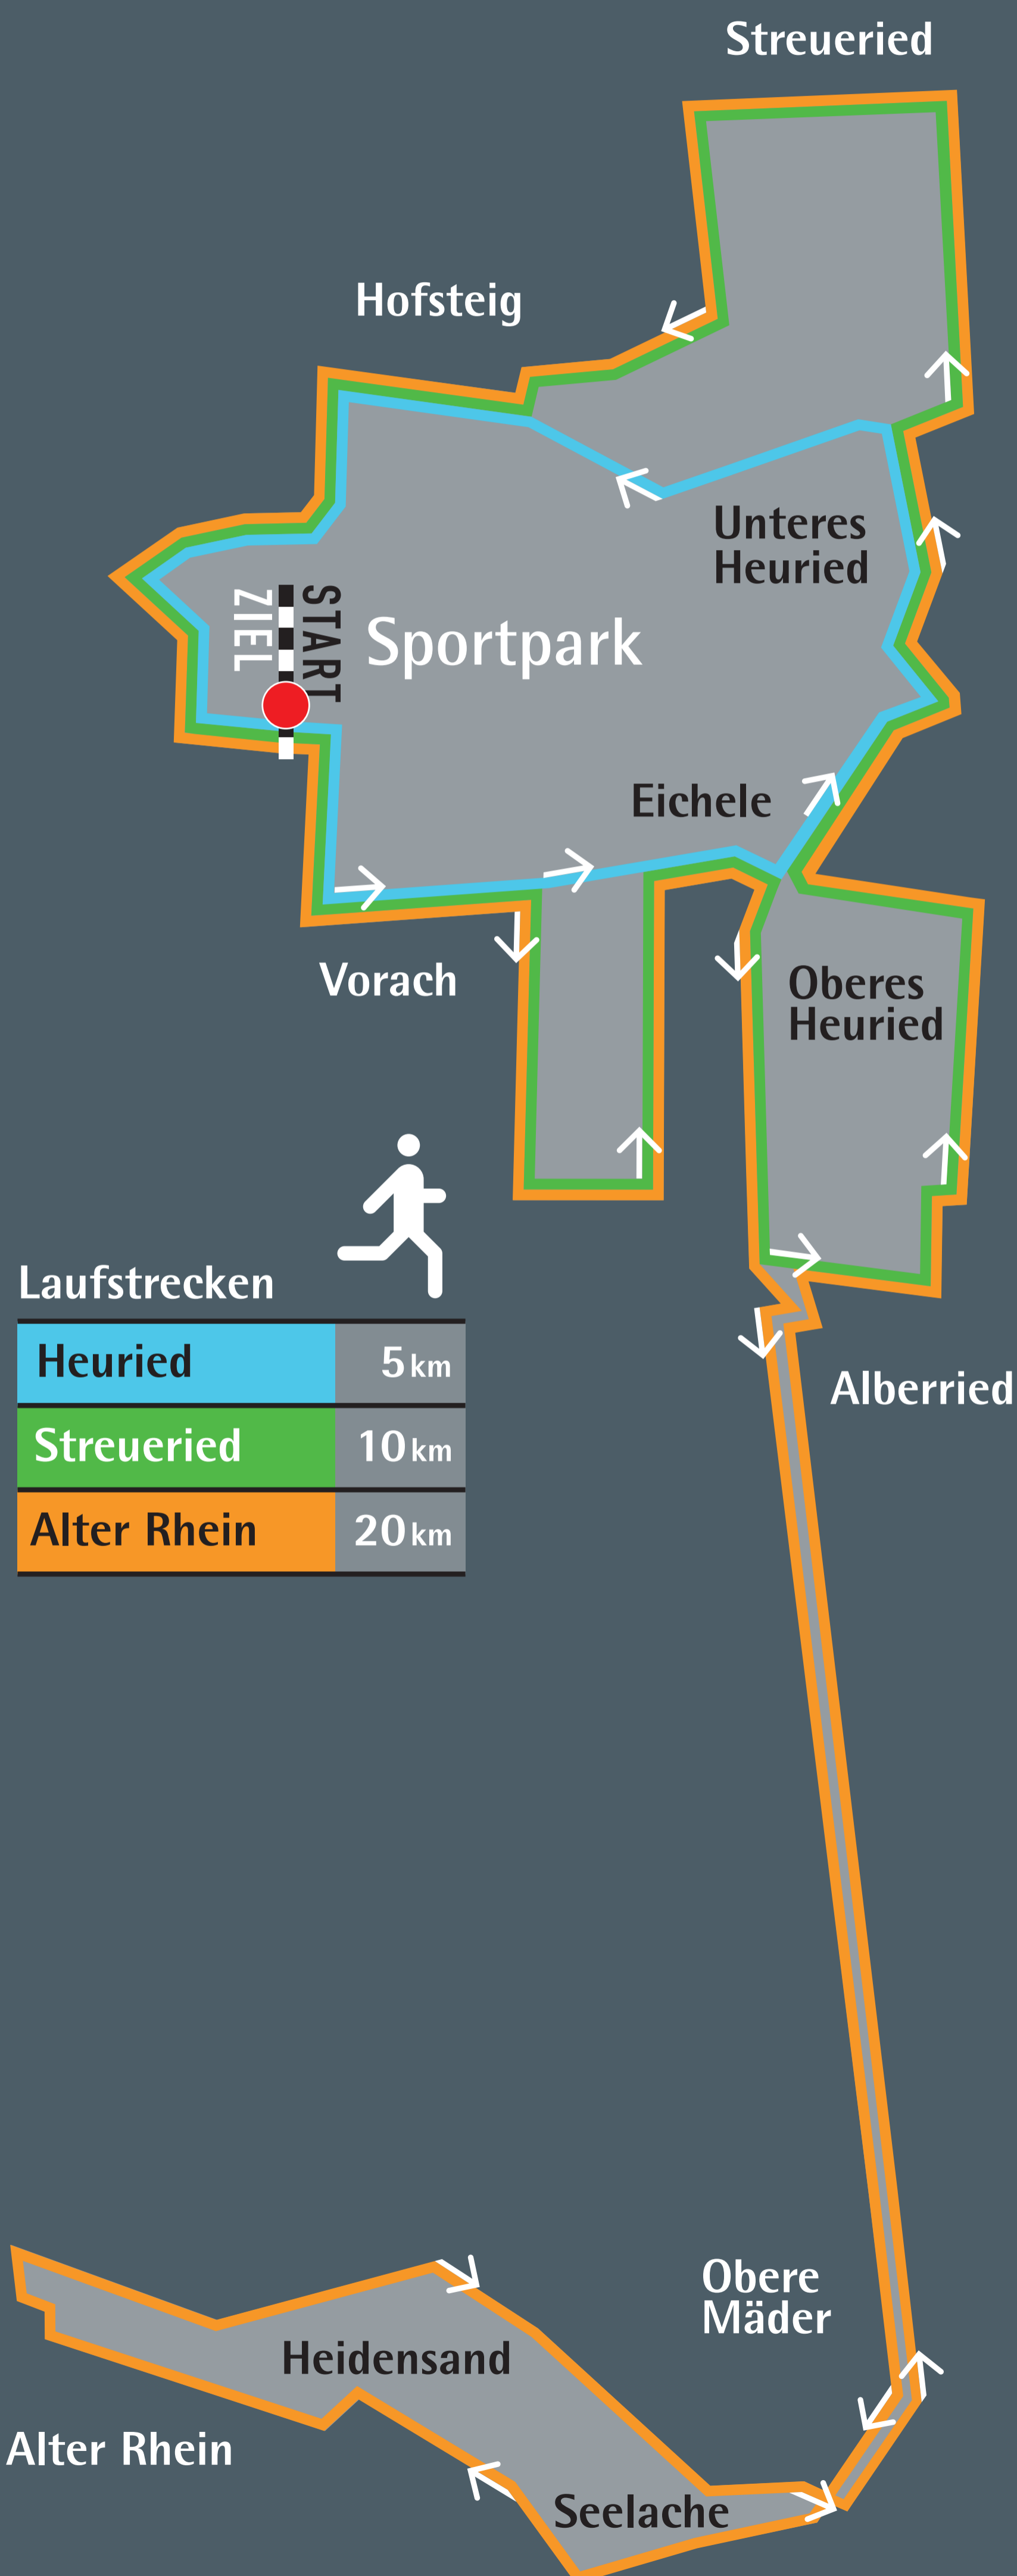 Streueried
Hofsteig
Unteres
Heuried
ZIEL
START
Sportpark
Eichele
Vorach
Oberes
Heuried
Laufstrecken
Heuried 5 km
Streueried 10 km
Alter Rhein 20 km
Alberried
Obere
Mäder
Heidensand
Alter Rhein
Seelache